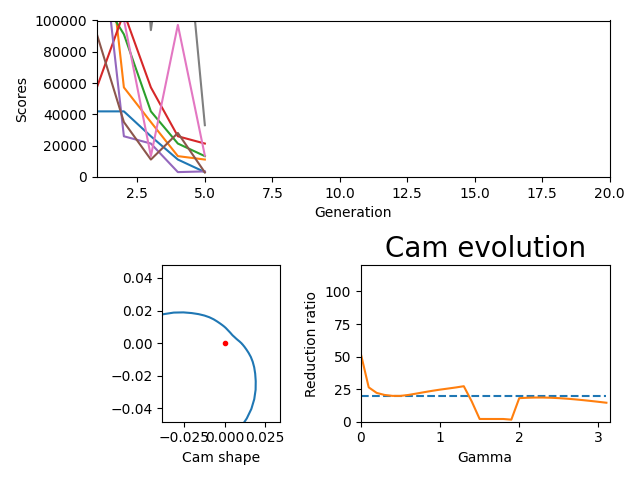 100000
80000
60000
40000
20000
0
Scores
2.5 5.0 7.5 10.0 12.5 15.0 17.5 20.0
Generation
Cam evolution
0.04
0.02
0.00
−0.02
−0.04
−0.025 0.000 0.025
Cam shape
100
75
50
25
0
Reduction ratio
0 1 2 3
Gamma